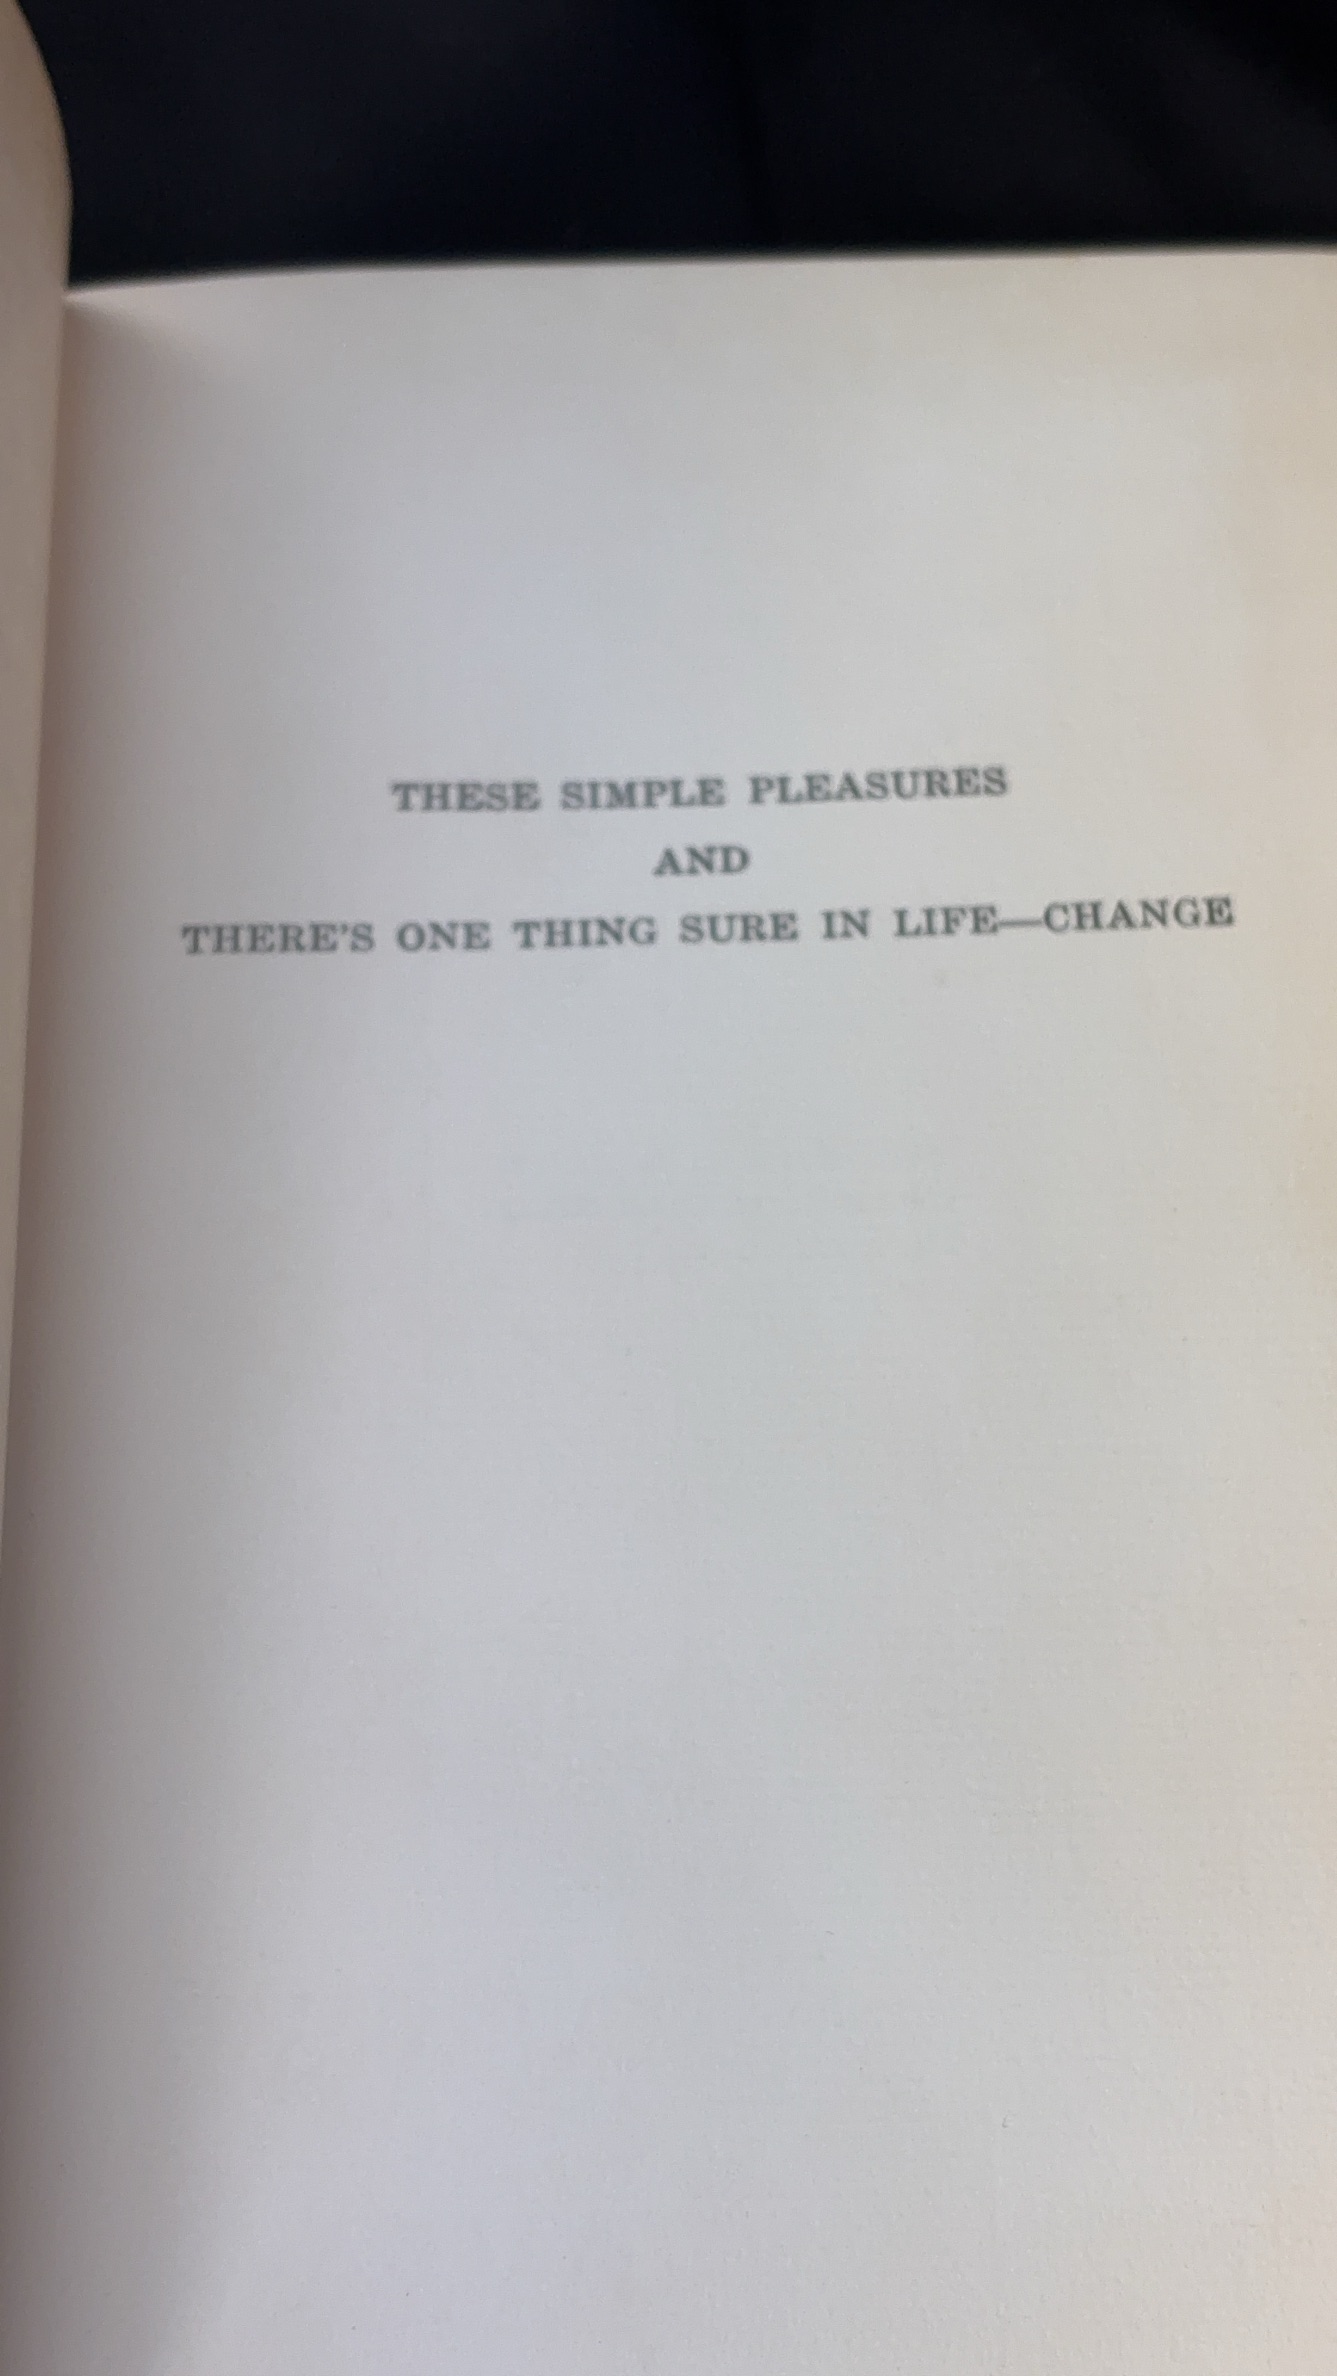 THESE SIMPLE PLEASURES
AND
THERE'S ONE THING SURE IN LIFE—CHANGE